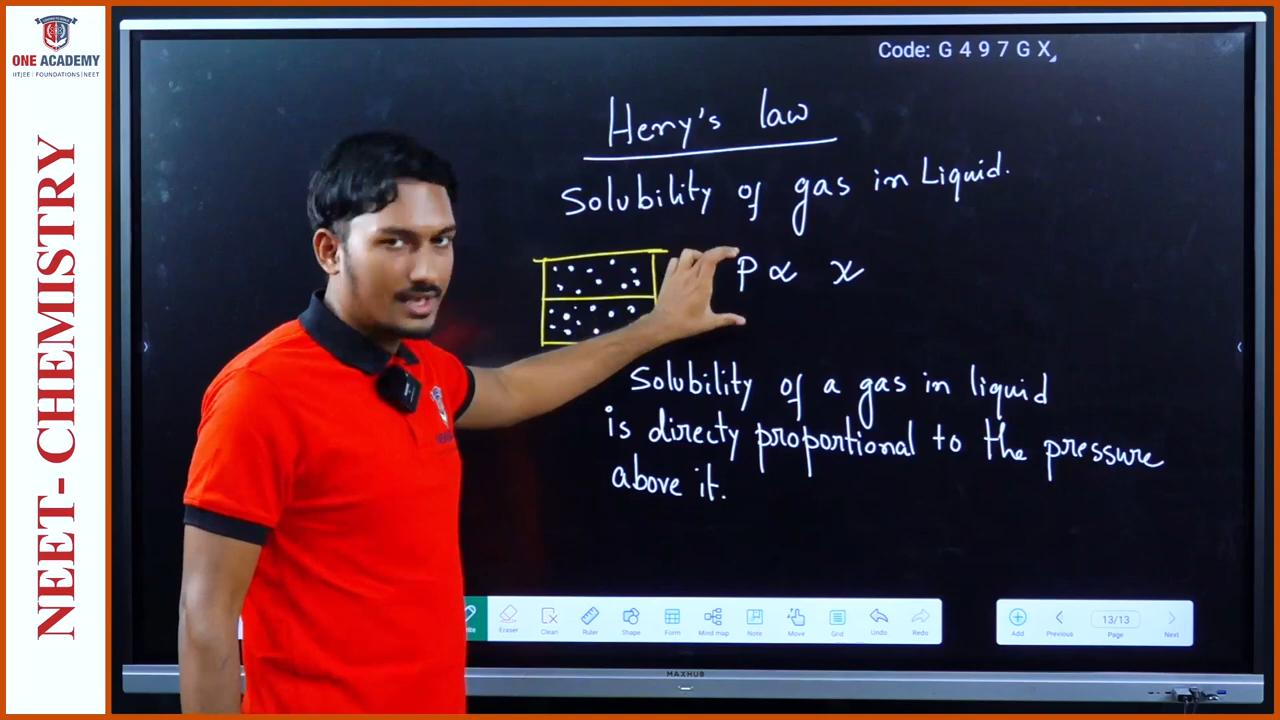 ONE ACADEMY
IITJEE | FOUNDATIONS | NEET
NEET- CHEMISTRY
Code: G 4 9 7 G X
Henry's law
Solubility of gas in Liquid.
P ∝ x
Solubility of a gas in liquid
is directy proportional to the pressure
above it.
Eraser
Clean
Ruler
Shape
Form
Mind map
Note
Move
Grid
Undo
Redo
Add
Previous
13/13
Page
Next
MAXHUB